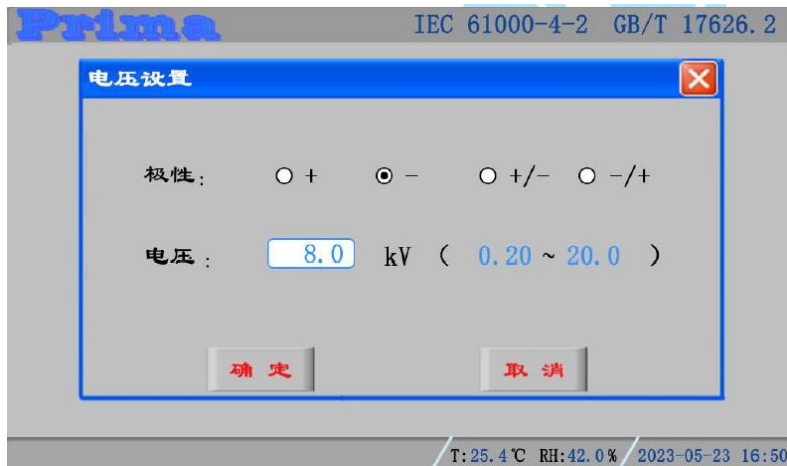 Prima IEC 61000-4-2 GB/T 17626.2
电压设置
极性: + - +/- -/+
电压: 8.0 kV ( 0.20 ~ 20.0 )
确定 取消
T:25.4℃ RH:42.0% 2023-05-23 16:50